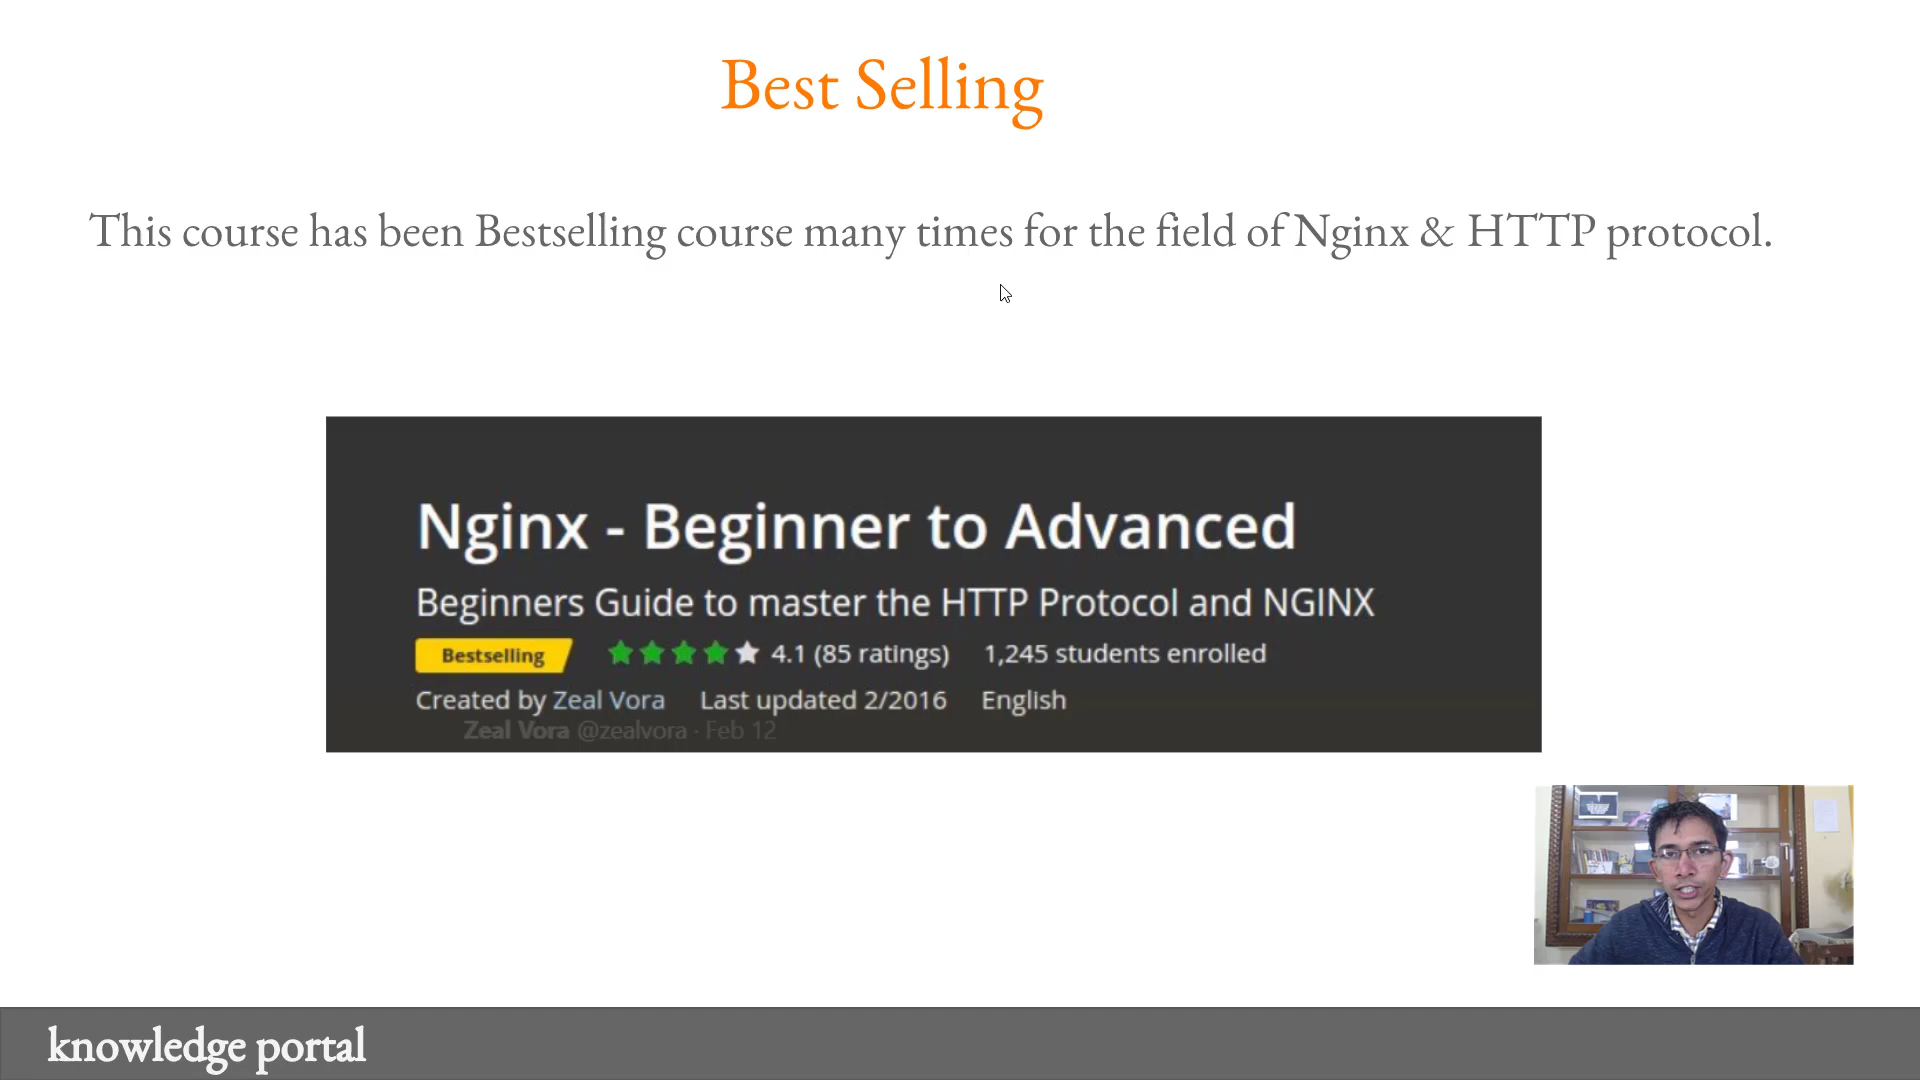 Best Selling
This course has been Bestselling course many times for the field of Nginx & HTTP protocol.
Nginx - Beginner to Advanced
Beginners Guide to master the HTTP Protocol and NGINX
Bestselling 4.1 (85 ratings) 1,245 students enrolled
Created by Zeal Vora Last updated 2/2016 English
Zeal Vora @zealvora · Feb 12
knowledge portal